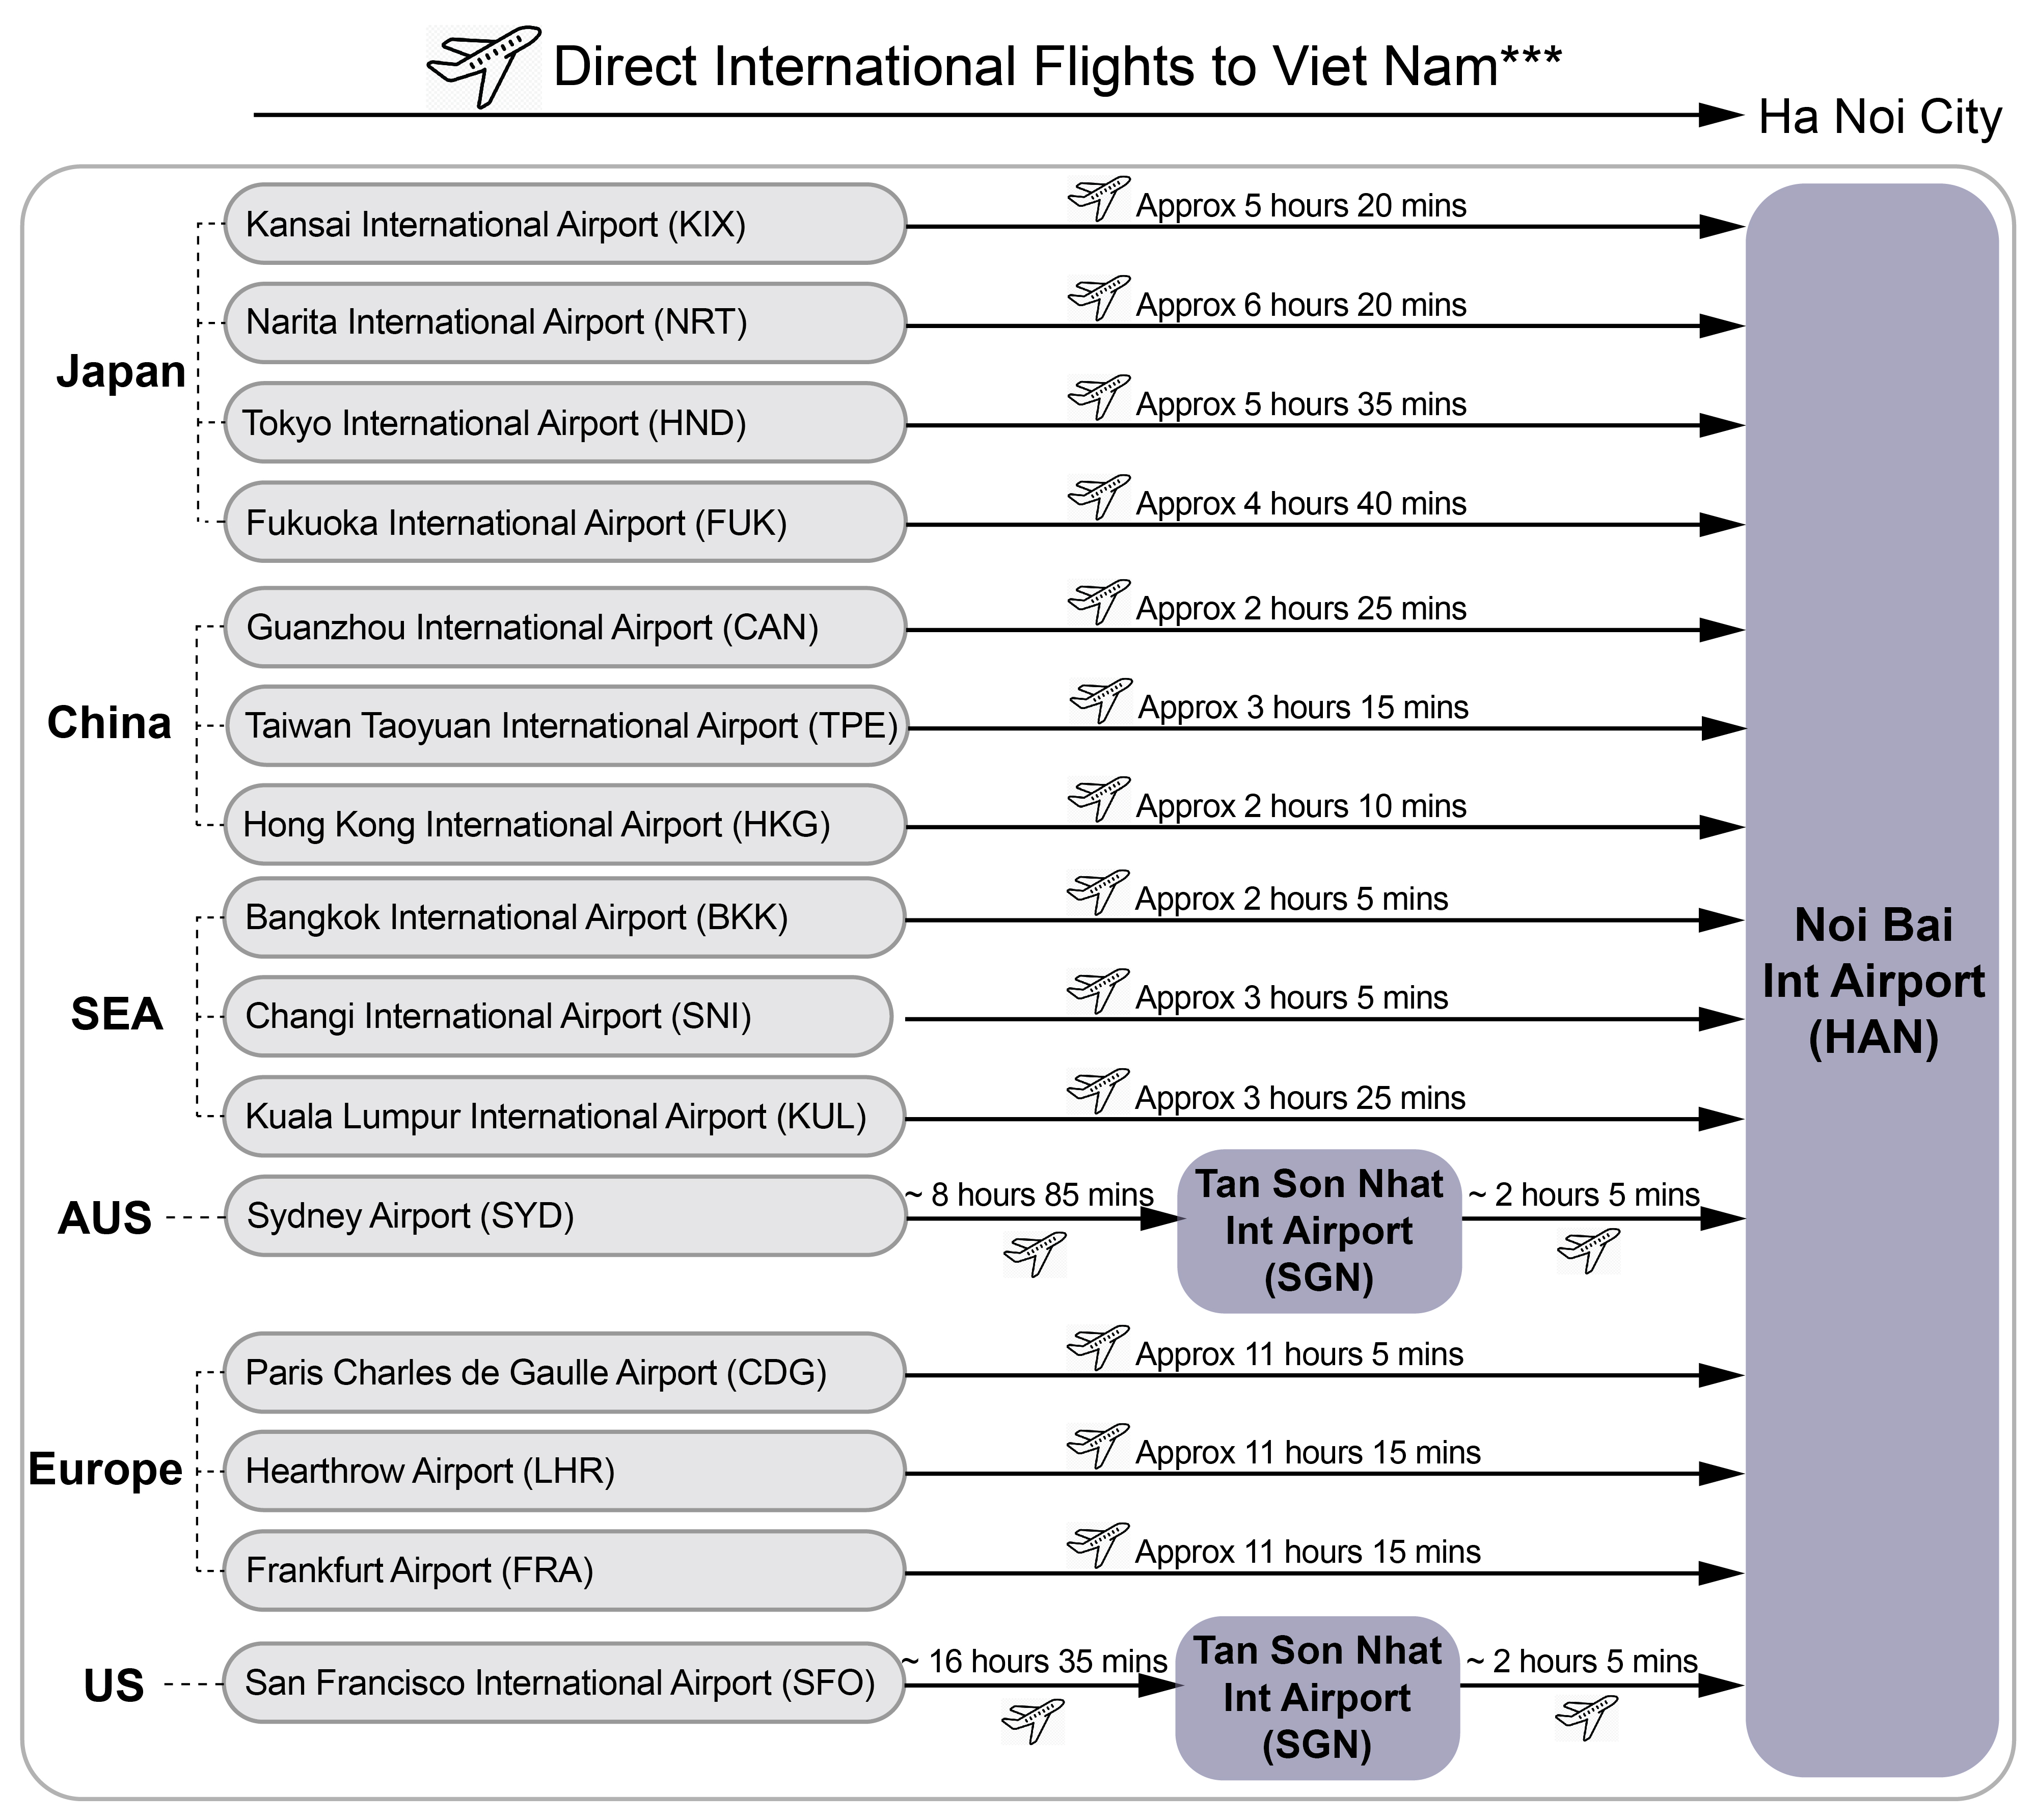 Direct International Flights to Viet Nam***
Ha Noi City
Japan
Kansai International Airport (KIX)
Approx 5 hours 20 mins
Narita International Airport (NRT)
Approx 6 hours 20 mins
Tokyo International Airport (HND)
Approx 5 hours 35 mins
Fukuoka International Airport (FUK)
Approx 4 hours 40 mins
China
Guanzhou International Airport (CAN)
Approx 2 hours 25 mins
Taiwan Taoyuan International Airport (TPE)
Approx 3 hours 15 mins
Hong Kong International Airport (HKG)
Approx 2 hours 10 mins
SEA
Bangkok International Airport (BKK)
Approx 2 hours 5 mins
Changi International Airport (SNI)
Approx 3 hours 5 mins
Kuala Lumpur International Airport (KUL)
Approx 3 hours 25 mins
AUS
Sydney Airport (SYD)
~ 8 hours 85 mins
Tan Son Nhat
Int Airport
(SGN)
~ 2 hours 5 mins
Europe
Paris Charles de Gaulle Airport (CDG)
Approx 11 hours 5 mins
Hearthrow Airport (LHR)
Approx 11 hours 15 mins
Frankfurt Airport (FRA)
Approx 11 hours 15 mins
US
San Francisco International Airport (SFO)
~ 16 hours 35 mins
Tan Son Nhat
Int Airport
(SGN)
~ 2 hours 5 mins
Noi Bai
Int Airport
(HAN)